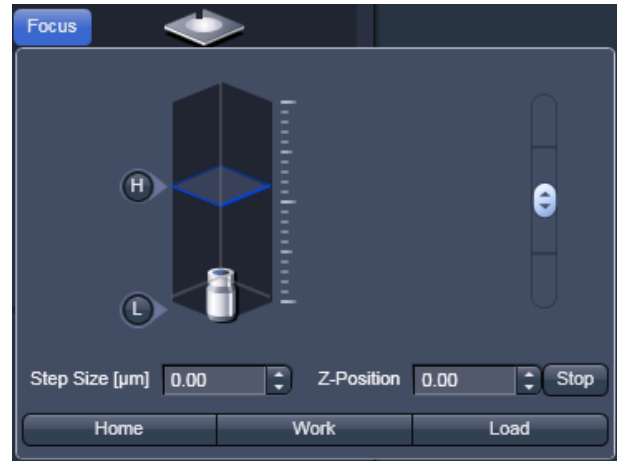 Focus
H
L
Step Size [µm] 0.00 Z-Position 0.00 Stop
Home Work Load